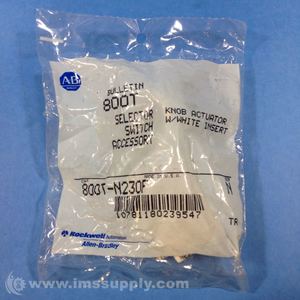 AB
BULLETIN
800T
SELECTOR
SWITCH
ACCESSORY
KNOB ACTUATOR
W/WHITE INSERT
MADE IN U.S.A.
800T-N230
N
10781180239547
TR
Rockwell Automation
Allen-Bradley
© www.imssupply.com